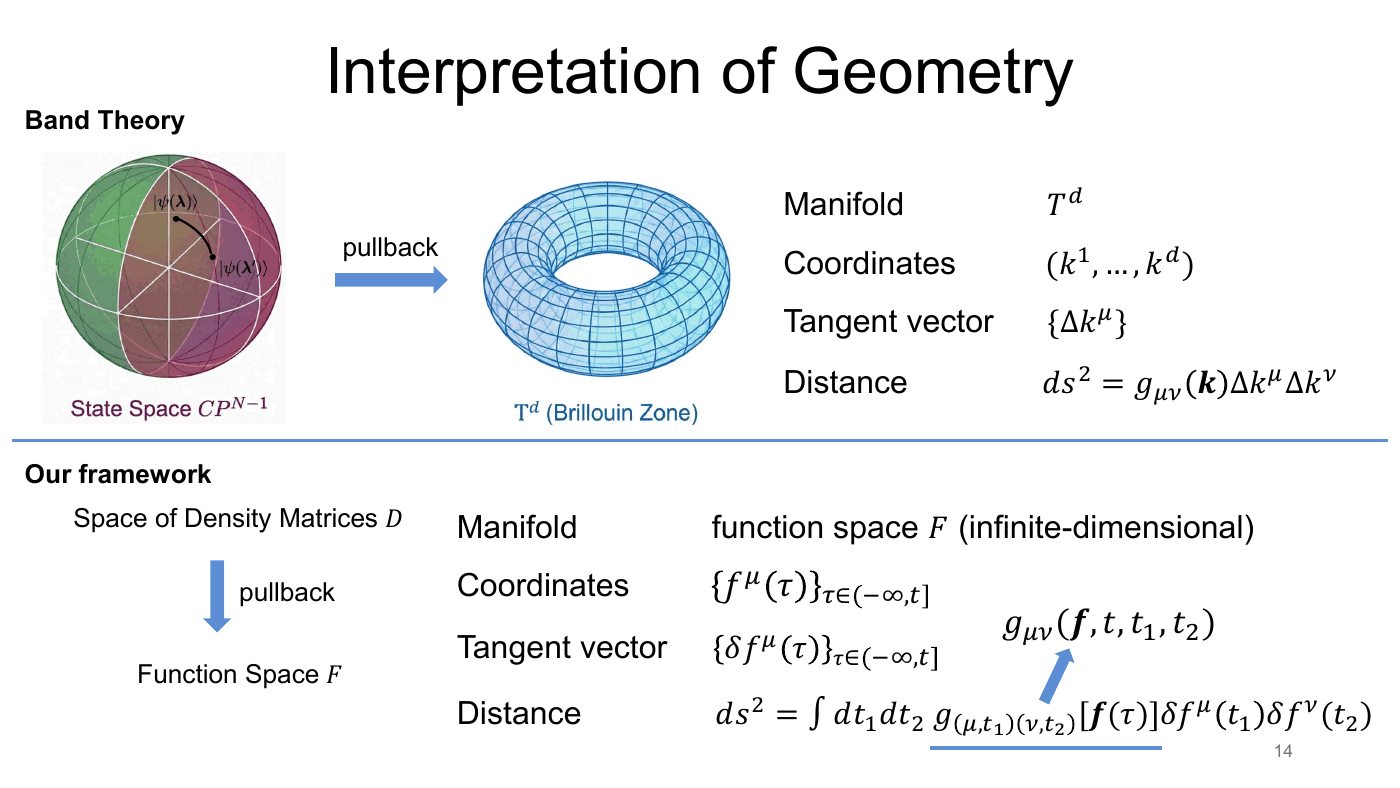 Interpretation of Geometry
Band Theory
|ψ(λ)⟩
|ψ(λ′)⟩
State Space CP^{N−1}
pullback
T^d (Brillouin Zone)
Manifold T^d
Coordinates (k^1, … , k^d)
Tangent vector {Δk^μ}
Distance ds^2 = g_{μν}(k)Δk^μΔk^ν
Our framework
Space of Density Matrices D
pullback
Function Space F
Manifold function space F (infinite-dimensional)
Coordinates {f^μ(τ)}_{τ∈(−∞,t]}
Tangent vector {δf^μ(τ)}_{τ∈(−∞,t]}
g_{μν}(f, t, t_1, t_2)
Distance ds^2 = ∫ dt_1dt_2 g_{(μ,t_1)(ν,t_2)}[f(τ)]δf^μ(t_1)δf^ν(t_2)
14